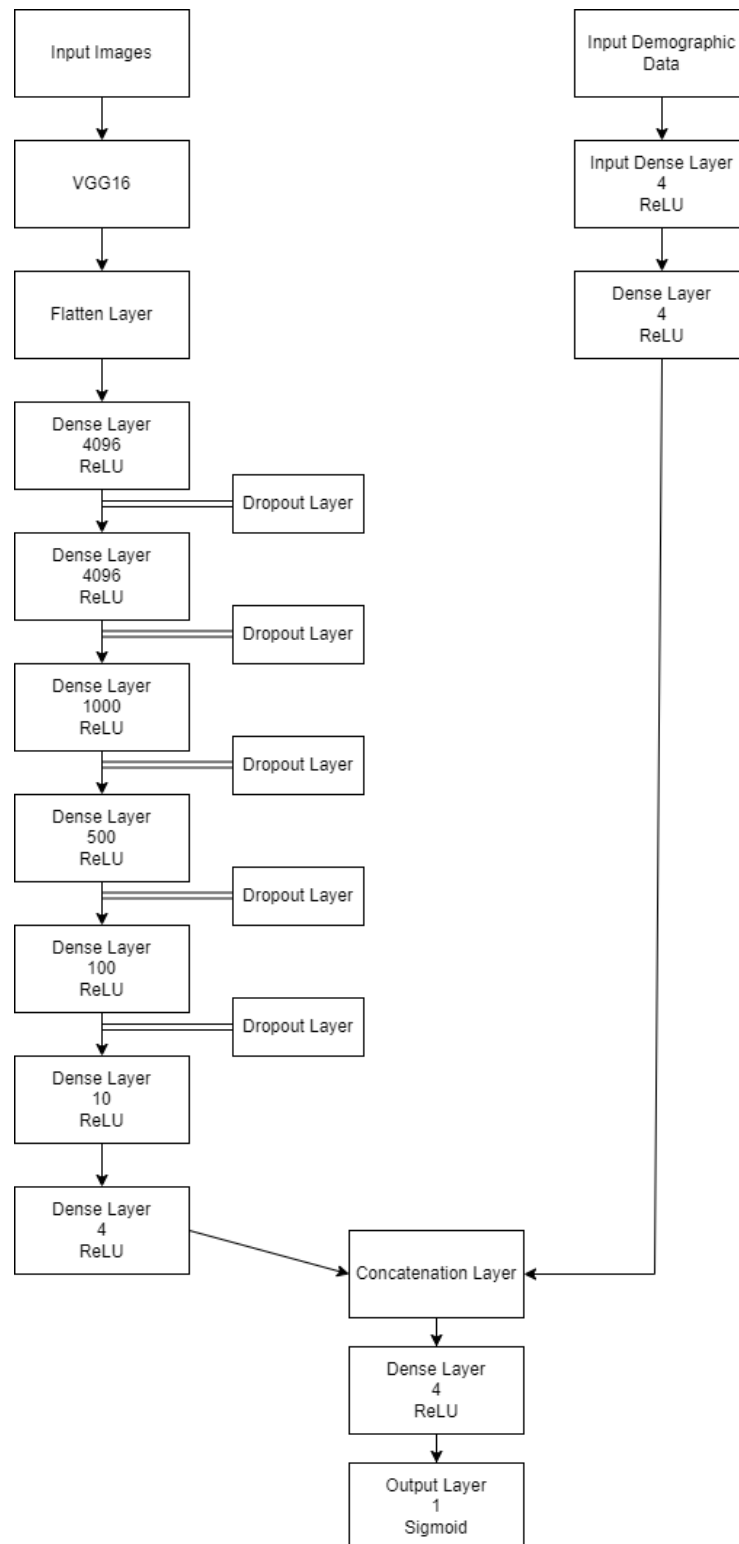 Input Images
VGG16
Flatten Layer
Dense Layer
4096
ReLU
Dropout Layer
Dense Layer
4096
ReLU
Dropout Layer
Dense Layer
1000
ReLU
Dropout Layer
Dense Layer
500
ReLU
Dropout Layer
Dense Layer
100
ReLU
Dropout Layer
Dense Layer
10
ReLU
Dense Layer
4
ReLU
Input Demographic
Data
Input Dense Layer
4
ReLU
Dense Layer
4
ReLU
Concatenation Layer
Dense Layer
4
ReLU
Output Layer
1
Sigmoid